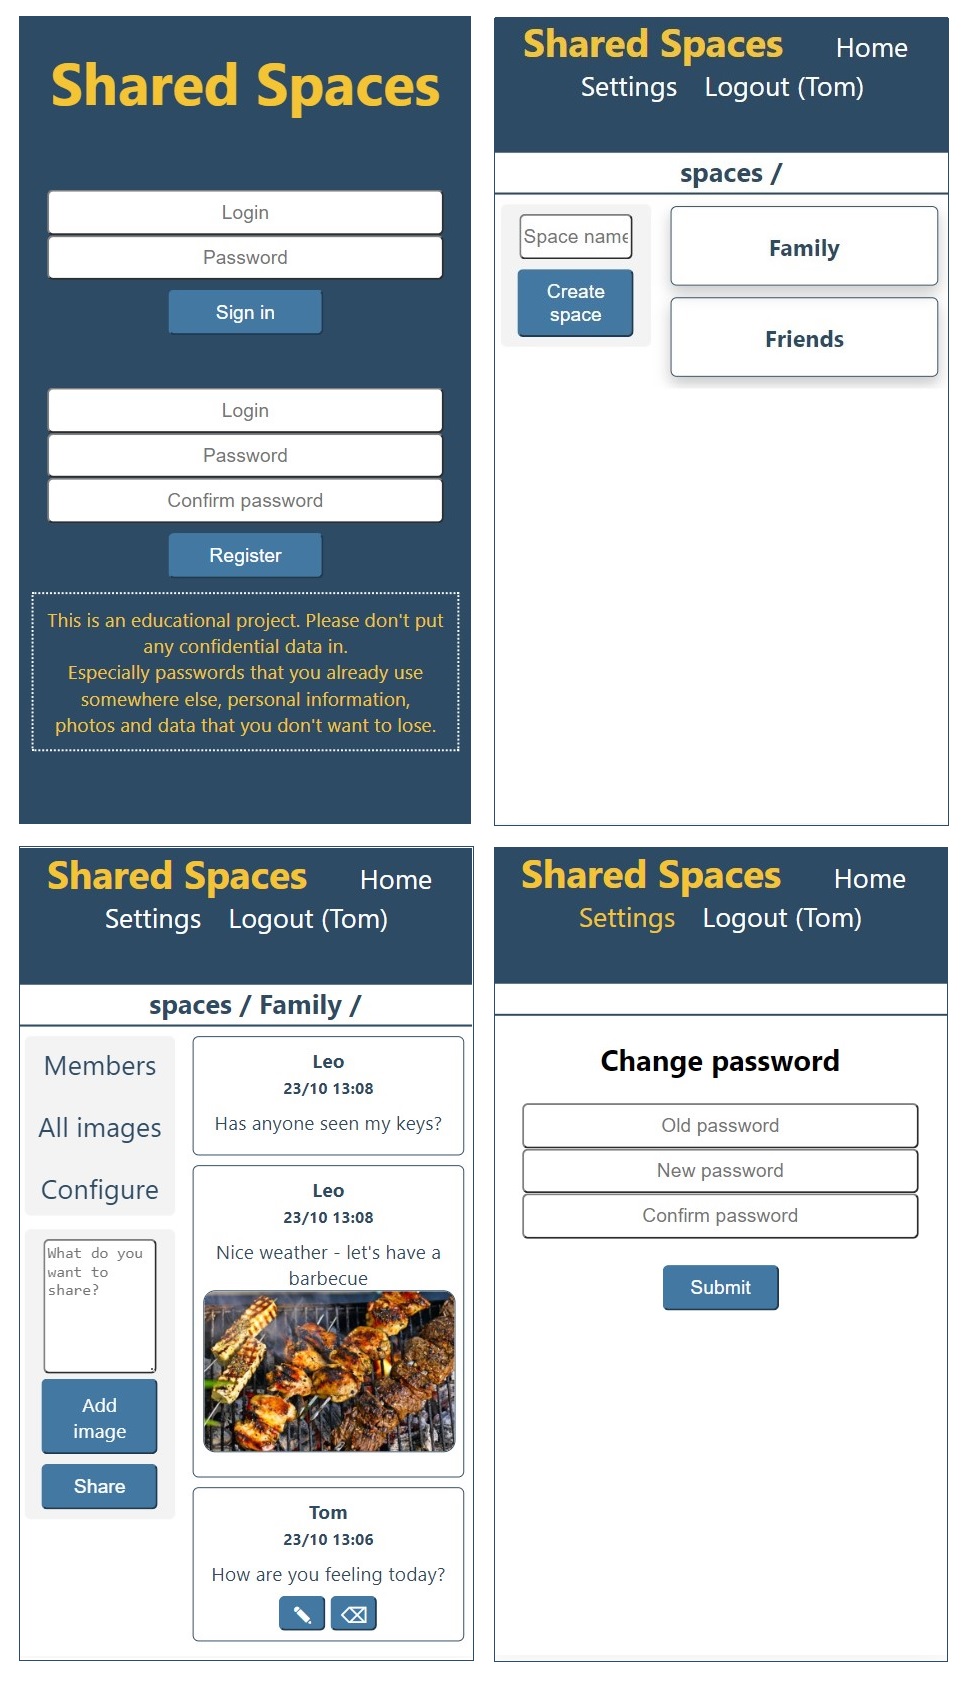 Shared Spaces
Login
Password
Sign in
Login
Password
Confirm password
Register
This is an educational project. Please don't put
any confidential data in.
Especially passwords that you already use
somewhere else, personal information,
photos and data that you don't want to lose.
Shared Spaces Home
Settings Logout (Tom)
spaces /
Space name
Create
space
Family
Friends
Shared Spaces Home
Settings Logout (Tom)
spaces / Family /
Members
All images
Configure
What do you
want to
share?
Add
image
Share
Leo
23/10 13:08
Has anyone seen my keys?
Leo
23/10 13:08
Nice weather - let's have a
barbecue
Tom
23/10 13:06
How are you feeling today?
Shared Spaces Home
Settings Logout (Tom)
Change password
Old password
New password
Confirm password
Submit